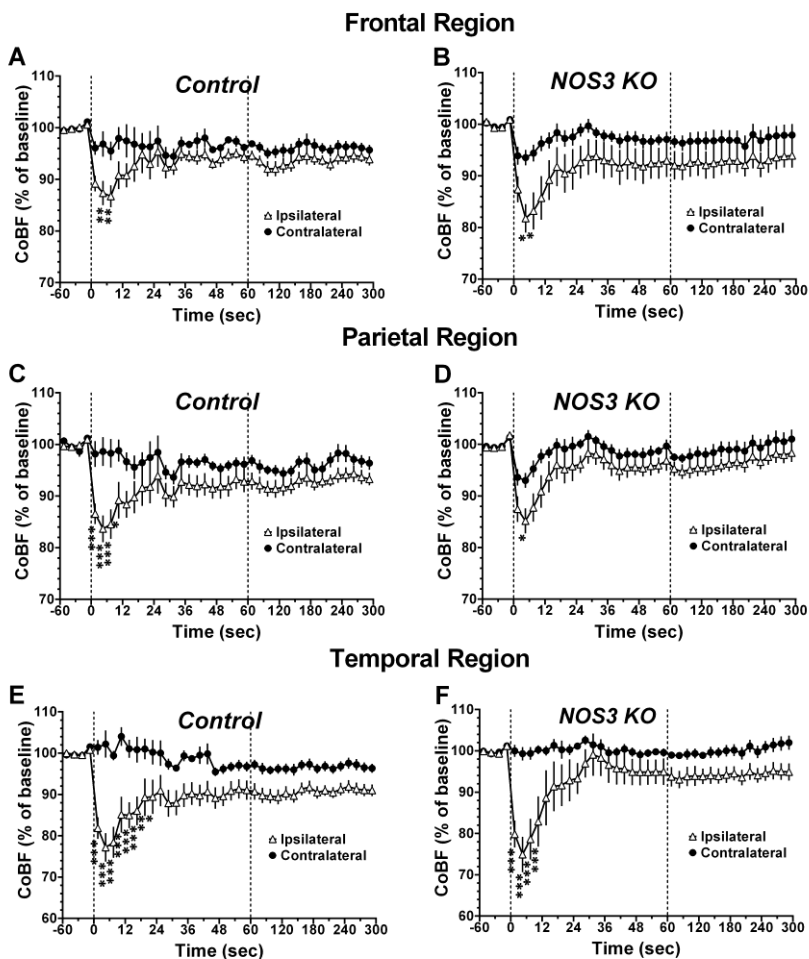 Frontal Region
A
B
Control
NOS3 KO
110
100
90
80
70
CoBF (% of baseline)
Ipsilateral
Contralateral
-60 0 12 24 36 48 60 120 180 240 300
Time (sec)
110
100
90
80
70
CoBF (% of baseline)
Ipsilateral
Contralateral
-60 0 12 24 36 48 60 120 180 240 300
Time (sec)
** **
* *
Parietal Region
C
D
Control
NOS3 KO
110
100
90
80
70
CoBF (% of baseline)
Ipsilateral
Contralateral
-60 0 12 24 36 48 60 120 180 240 300
Time (sec)
110
100
90
80
70
CoBF (% of baseline)
Ipsilateral
Contralateral
-60 0 12 24 36 48 60 120 180 240 300
Time (sec)
*
Temporal Region
E
F
Control
NOS3 KO
110
100
90
80
70
60
CoBF (% of baseline)
Ipsilateral
Contralateral
-60 0 12 24 36 48 60 120 180 240 300
Time (sec)
110
100
90
80
70
60
CoBF (% of baseline)
Ipsilateral
Contralateral
-60 0 12 24 36 48 60 120 180 240 300
Time (sec)